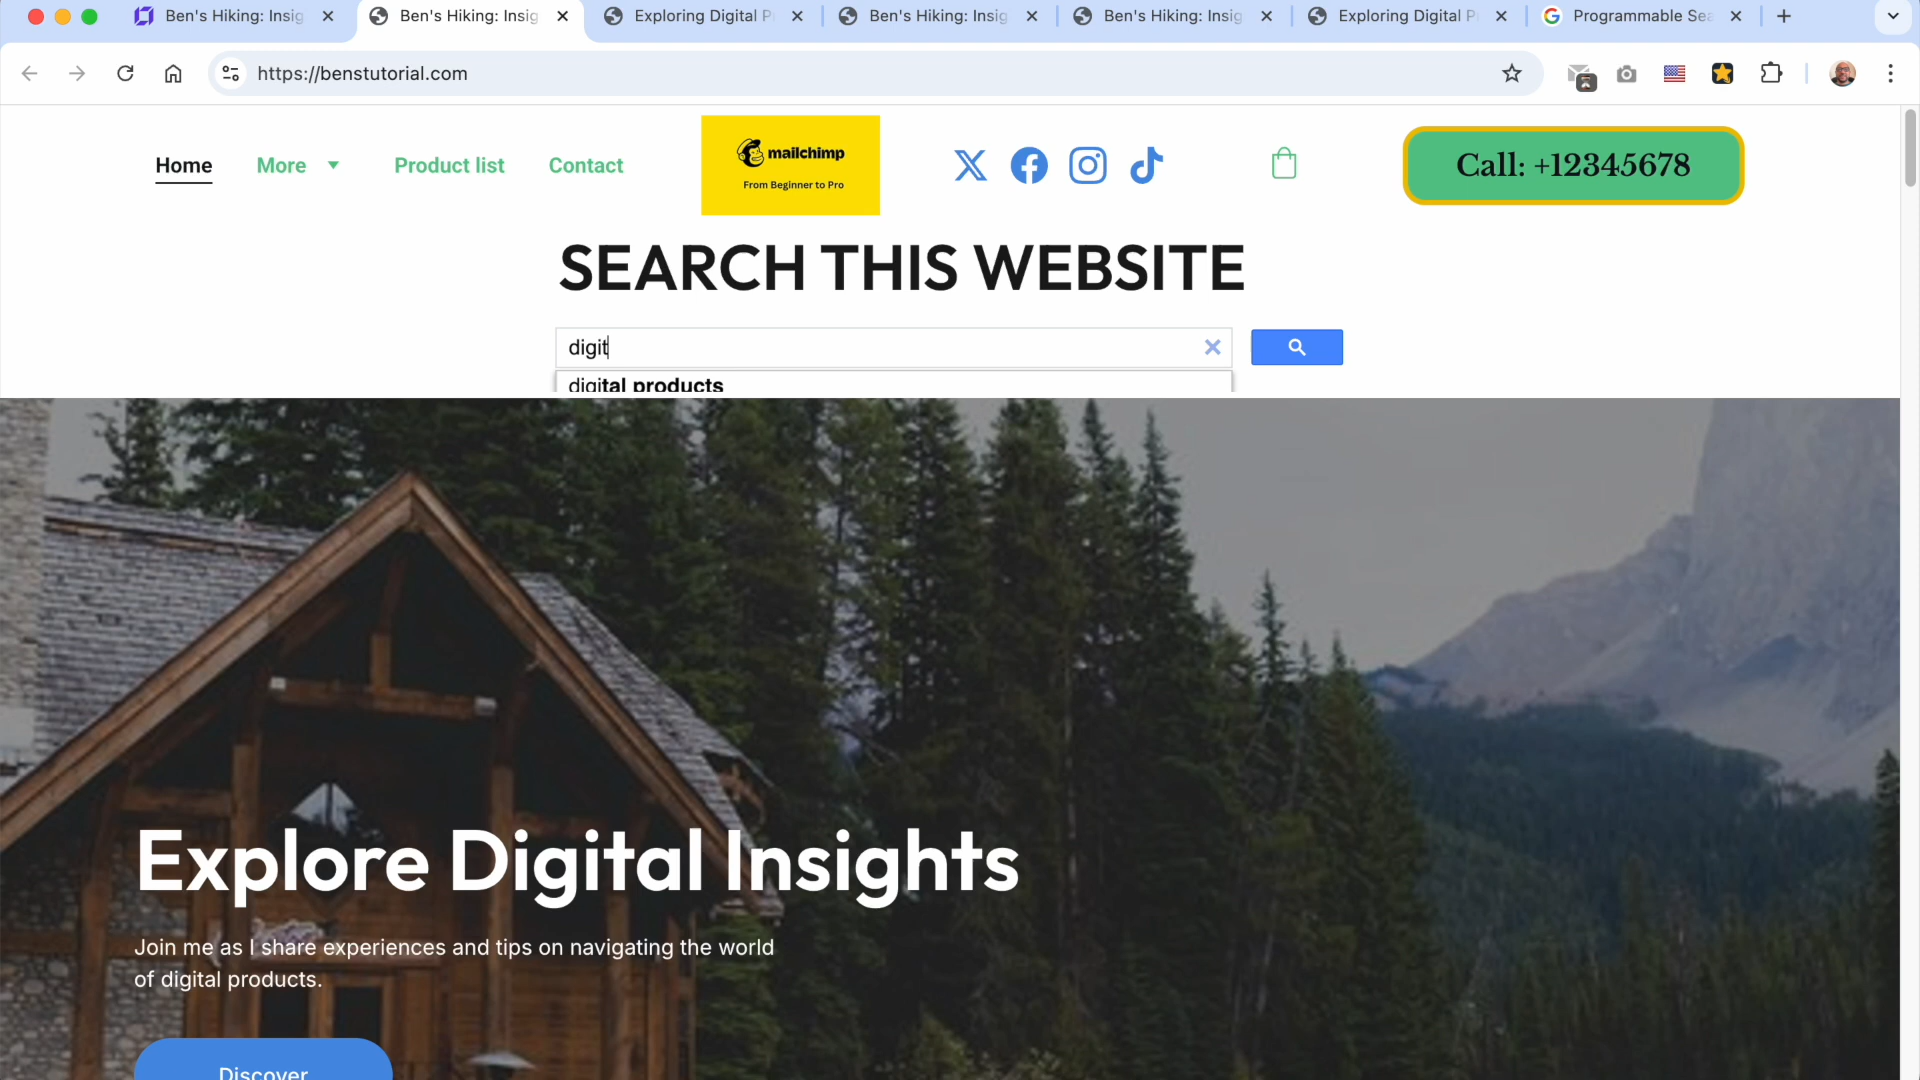 Ben's Hiking: Insig
Ben's Hiking: Insig
Exploring Digital P
Ben's Hiking: Insig
Ben's Hiking: Insig
Exploring Digital P
Programmable Sea
https://benstutorial.com
Home
More
Product list
Contact
mailchimp
From Beginner to Pro
Call: +12345678
SEARCH THIS WEBSITE
digit
digital products
Explore Digital Insights
Join me as I share experiences and tips on navigating the world
of digital products.
Discover